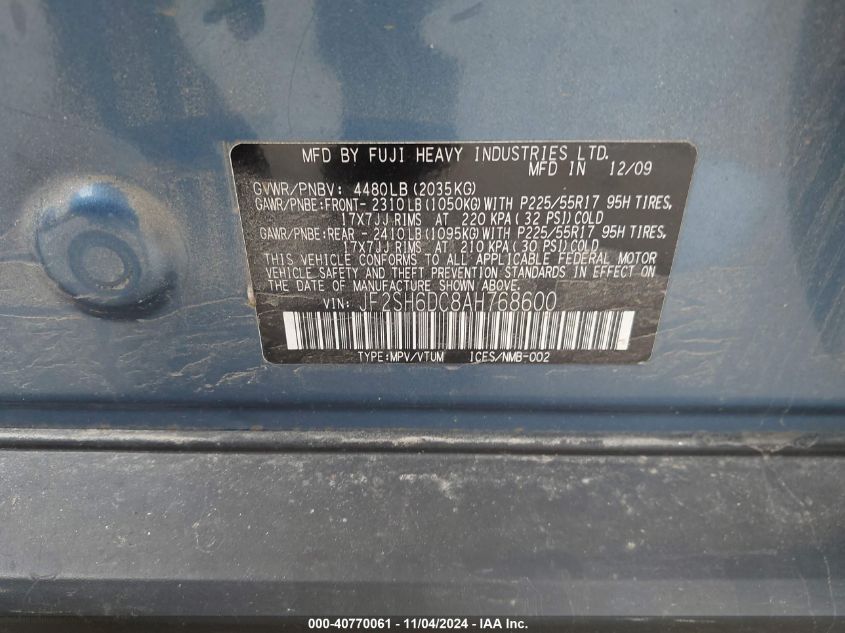 MFD BY FUJI HEAVY INDUSTRIES LTD.
MFD IN 12/09
GVWR/PNBV: 4480LB (2035KG)
GAWR/PNBE:FRONT- 2310LB (1050KG) WITH P225/55R17 95H TIRES,
17X7JJ RIMS AT 220 KPA (32 PSI) COLD
GAWR/PNBE:REAR - 2410LB (1095KG) WITH P225/55R17 95H TIRES,
17X7JJ RIMS AT 210 KPA (30 PSI) COLD
THIS VEHICLE CONFORMS TO ALL APPLICABLE FEDERAL MOTOR
VEHICLE SAFETY AND THEFT PREVENTION STANDARDS IN EFFECT ON
THE DATE OF MANUFACTURE SHOWN ABOVE.
VIN: JF2SH6DC8AH768600
TYPE:MPV/VTUM ICES/NMB-002
000-40770061 - 11/04/2024 - IAA Inc.